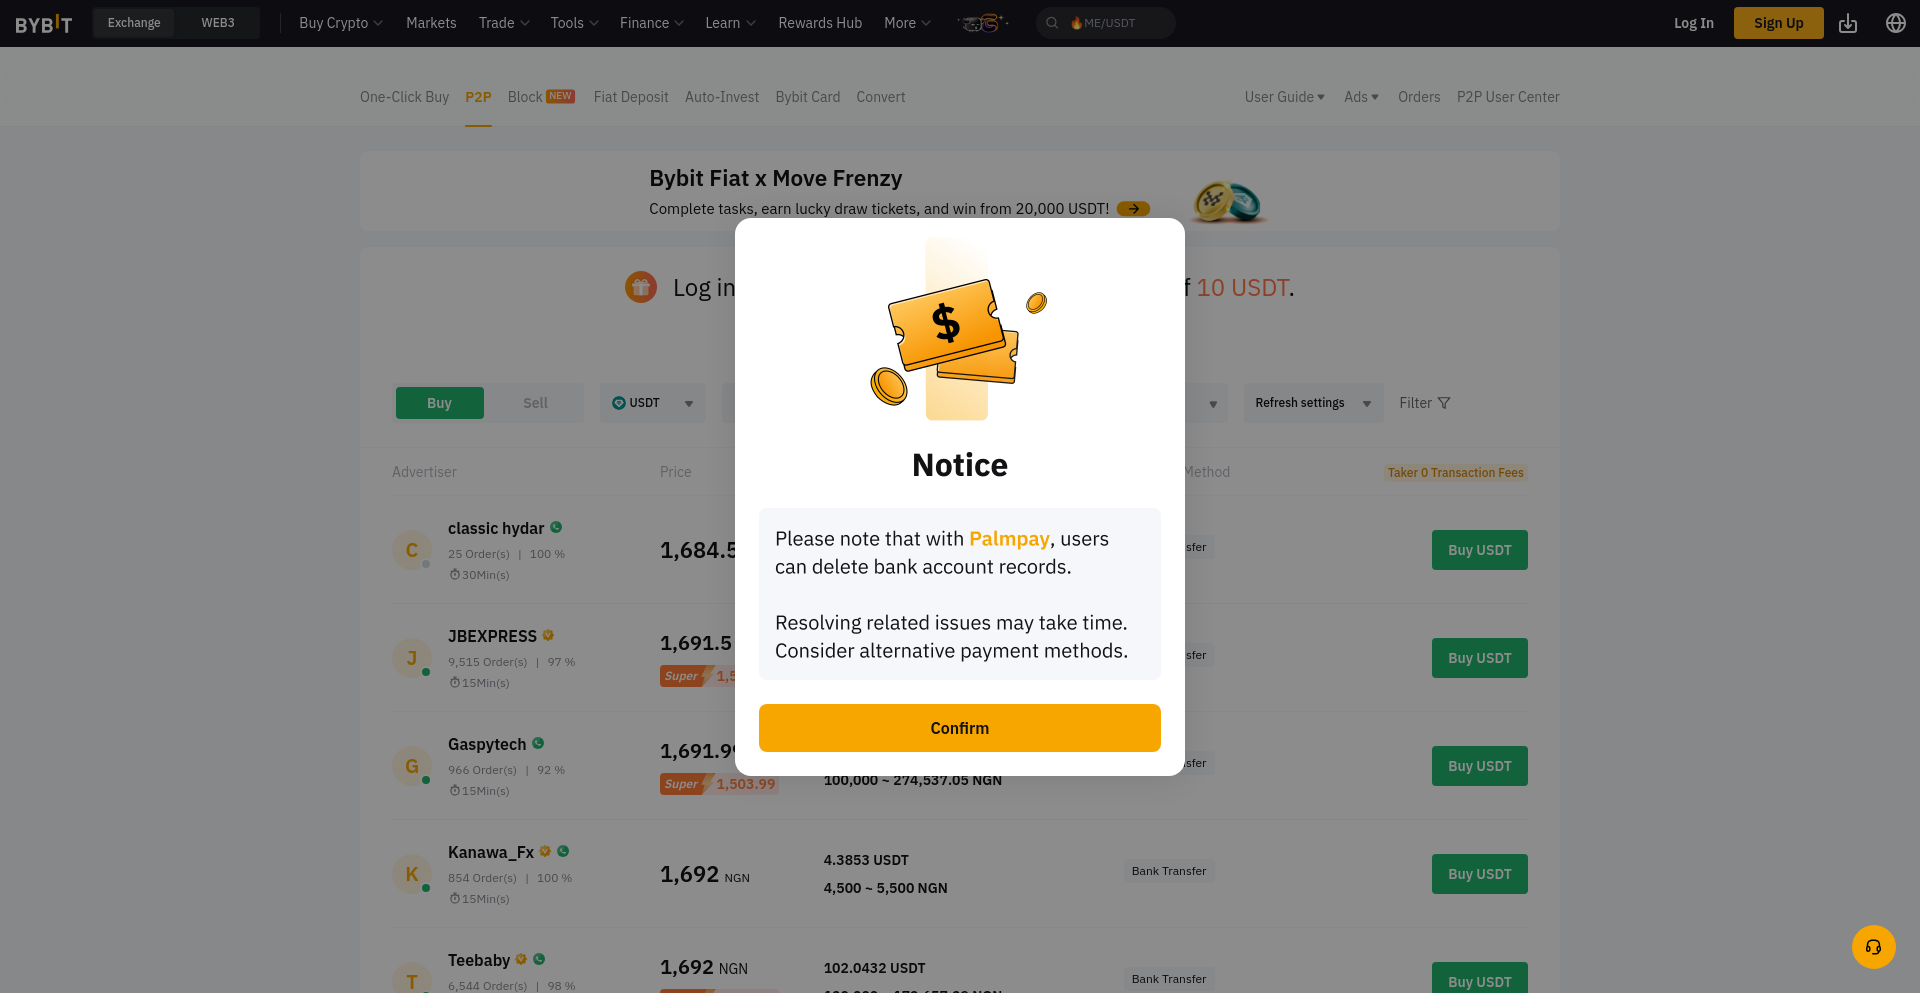 BYBIT Exchange WEB3 Buy Crypto Markets Trade Tools Finance Learn Rewards Hub More ME/USDT Log In Sign Up
One-Click Buy P2P Block NEW Fiat Deposit Auto-Invest Bybit Card Convert User Guide Ads Orders P2P User Center
Bybit Fiat x Move Frenzy
Complete tasks, earn lucky draw tickets, and win from 20,000 USDT!
Log in 10 USDT.
Buy Sell USDT Refresh settings Filter
Advertiser Price Method Taker 0 Transaction Fees
classic hydar
25 Order(s) | 100 %
30Min(s)
1,684.5
Buy USDT
JBEXPRESS
9,515 Order(s) | 97 %
15Min(s)
1,691.5
Super
Buy USDT
Gaspytech
966 Order(s) | 92 %
15Min(s)
1,691.99
Super 1,503.99
100,000 ~ 274,537.05 NGN
Buy USDT
Kanawa_Fx
854 Order(s) | 100 %
15Min(s)
1,692 NGN
4.3853 USDT
4,500 ~ 5,500 NGN
Bank Transfer
Buy USDT
Teebaby
6,544 Order(s) | 98 %
1,692 NGN
102.0432 USDT
Bank Transfer
Buy USDT
$
Notice
Please note that with Palmpay, users
can delete bank account records.
Resolving related issues may take time.
Consider alternative payment methods.
Confirm
C
J
G
K
T